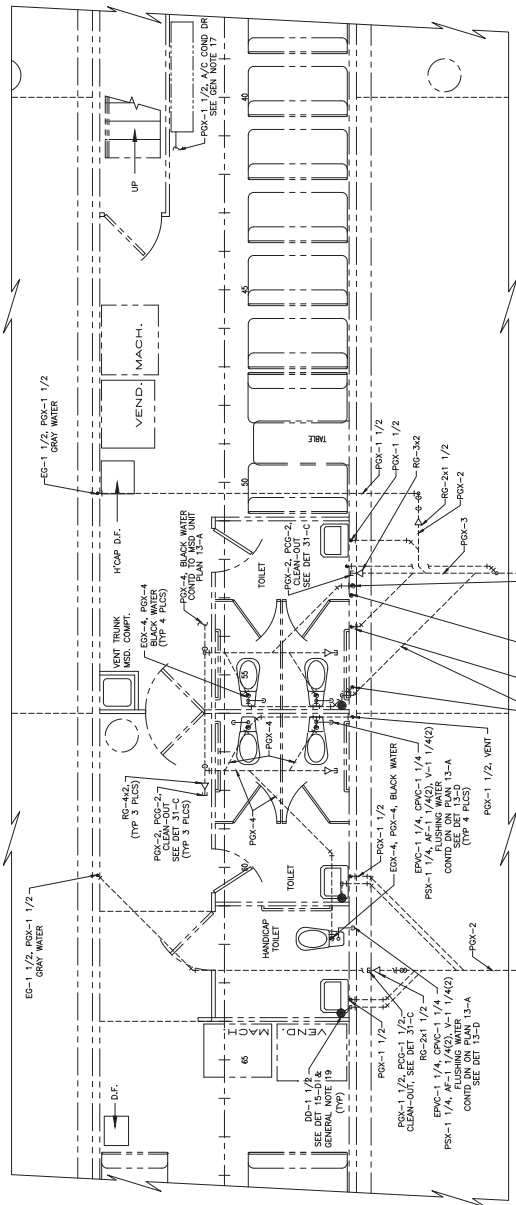 EG-1 1/2, PGX-1 1/2
GRAY WATER
D.F.
VEND.
MACH
65
HANDICAP
TOILET
TOILET
60
DD-1 1/2
SEE DET 15-D1&
GENERAL NOTE 19
(TYP)
PGX-1 1/2
PGX-1 1/2, PCG-1 1/2,
CLEAN-OUT, SEE DET 31-C
RG-2x1 1/2
EPVC-1 1/4, CPVC-1 1/4
PSX-1 1/4, AF-1 1/4(2), V-1 1/4(2)
FLUSHING WATER
CONTD DN ON PLAN 13-A
SEE DET 13-D
PGX-2
RG-4x2,
(TYP 3 PLCS)
PGX-2, PCG-2,
CLEAN-OUT
SEE DET 31-C
(TYP 3 PLCS)
PGX-4
PGX-4
PGX-1 1/2
EGX-4, PGX-4, BLACK WATER
EPVC-1 1/4, CPVC-1 1/4
PSX-1 1/4, AF-1 1/4(2), V-1 1/4(2)
FLUSHING WATER
CONTD DN ON PLAN 13-A
SEE DET 13-D
(TYP 4 PLCS)
PGX-1 1/2, VENT
VENT TRUNK
MSD. COMPT.
EGX-4, PGX-4
BLACK WATER
(TYP 4 PLCS)
PGX-4, BLACK WATER
CONTD TO MSD UNIT
PLAN 13-A
55
TOILET
PGX-2, PCG-2,
CLEAN-OUT
SEE DET 31-C
PGX-1 1/2
PGX-1 1/2
RG-3x2
RG-2x1 1/2
PGX-2
PGX-3
EG-1 1/2, PGX-1 1/2
GRAY WATER
H'CAP D.F.
VEND. MACH.
50
TABLE
45
40
UP
PGX-1 1/2, A/C COND DR
SEE GEN NOTE 17